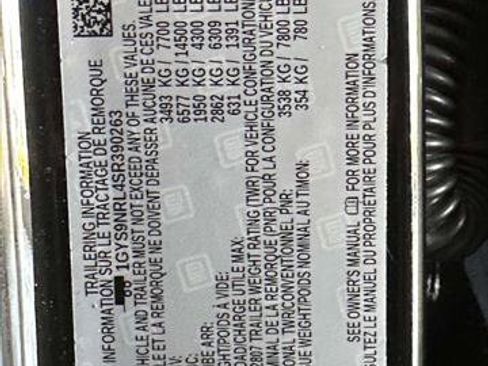 TRAILERING INFORMATION
INFORMATION SUR LE TRACTAGE DE REMORQUE
1GYS9NRL4SR390263
HICLE AND TRAILER MUST NOT EXCEED ANY OF THESE VALUES.
LE ET LA REMORQUE NE DOIVENT DÉPASSER AUCUNE DE CES VALE
3493 KG / 7700 LB
6577 KG / 14500 LB
1950 KG / 4300 LB
BE ARR: 2862 KG / 6309 LB
GHT/POIDS À VIDE: 631 KG / 1391 LB
OAD/CHARGE UTILE MAX:
2807 TRAILER WEIGHT RATING (TWR) FOR VEHICLE CONFIGURATION
MINAL DE LA REMORQUE (PNR) POUR LA CONFIGURATION DU VÉHICU
IONAL TWR/CONVENTIONNEL PNR: 3538 KG / 7800 LB
UE WEIGHT/POIDS NOMINAL AU TIMON: 354 KG / 780 LB
SEE OWNER'S MANUAL FOR MORE INFORMATION
SULTEZ LE MANUEL DU PROPRIÉTAIRE POUR PLUS D'INFORMATIONS